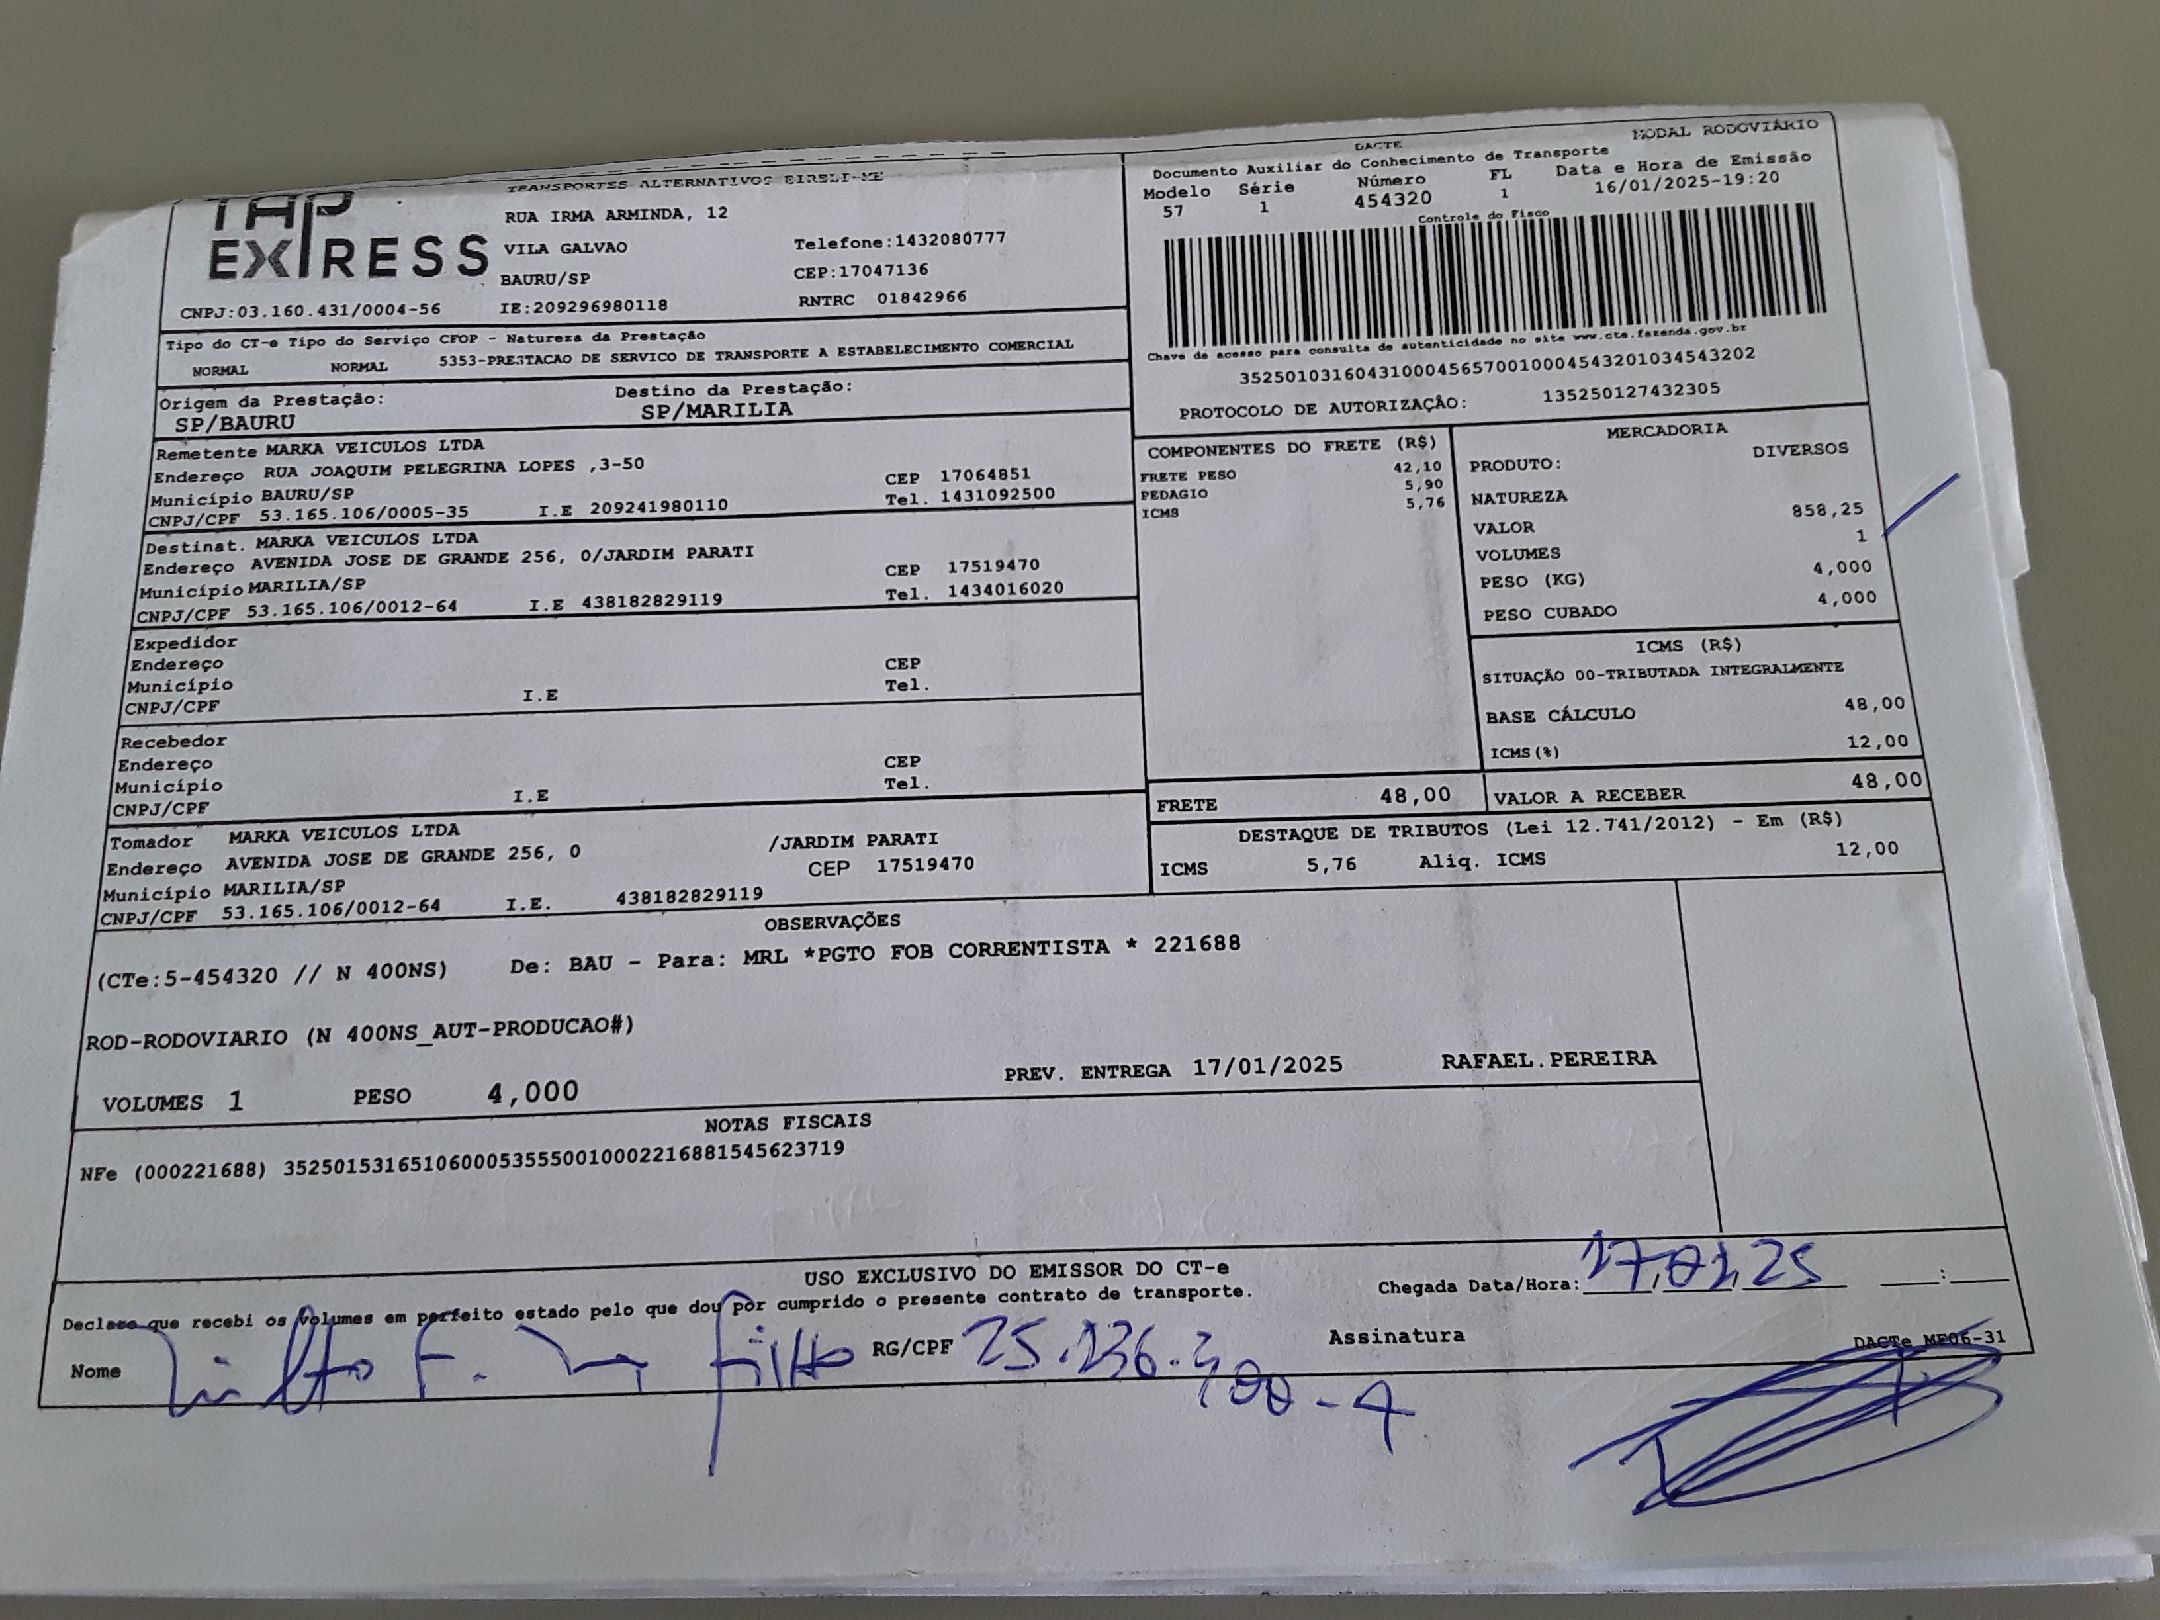 TRANSPORTES ALTERNATIVOS EIRELI-ME
TAP EXPRESS
RUA IRMA ARMINDA, 12
VILA GALVAO Telefone:1432080777
BAURU/SP CEP:17047136
CNPJ:03.160.431/0004-56 IE:209296980118 RNTRC 01842966
DACTE MODAL RODOVIÁRIO
Documento Auxiliar do Conhecimento de Transporte
Modelo Série Número FL Data e Hora de Emissão
57 1 454320 1 16/01/2025-19:20
Controle do Fisco
Chave de acesso para consulta de autenticidade no site www.cte.fazenda.gov.br
35250103160431000456570010004543201034543202
PROTOCOLO DE AUTORIZAÇÃO: 135250127432305
Tipo do CT-e Tipo do Serviço CFOP - Natureza da Prestação
NORMAL NORMAL 5353-PRESTACAO DE SERVICO DE TRANSPORTE A ESTABELECIMENTO COMERCIAL
Origem da Prestação: Destino da Prestação:
SP/BAURU SP/MARILIA
Remetente MARKA VEICULOS LTDA
Endereço RUA JOAQUIM PELEGRINA LOPES ,3-50 CEP 17064851
Município BAURU/SP Tel. 1431092500
CNPJ/CPF 53.165.106/0005-35 I.E 209241980110
Destinat. MARKA VEICULOS LTDA
Endereço AVENIDA JOSE DE GRANDE 256, 0/JARDIM PARATI CEP 17519470
Município MARILIA/SP Tel. 1434016020
CNPJ/CPF 53.165.106/0012-64 I.E 438182829119
Expedidor
Endereço CEP
Município Tel.
CNPJ/CPF I.E
Recebedor
Endereço CEP
Município Tel.
CNPJ/CPF I.E
Tomador MARKA VEICULOS LTDA /JARDIM PARATI
Endereço AVENIDA JOSE DE GRANDE 256, 0 CEP 17519470
Município MARILIA/SP
CNPJ/CPF 53.165.106/0012-64 I.E. 438182829119
COMPONENTES DO FRETE (R$)
FRETE PESO 42,10
PEDAGIO 5,90
ICMS 5,76
MERCADORIA
PRODUTO: DIVERSOS
NATUREZA
VALOR 858,25
VOLUMES 1
PESO (KG) 4,000
PESO CUBADO 4,000
ICMS (R$)
SITUAÇÃO 00-TRIBUTADA INTEGRALMENTE
BASE CÁLCULO 48,00
ICMS(%) 12,00
FRETE 48,00 VALOR A RECEBER 48,00
DESTAQUE DE TRIBUTOS (Lei 12.741/2012) - Em (R$)
ICMS 5,76 Aliq. ICMS 12,00
OBSERVAÇÕES
(CTe:5-454320 // N 400NS) De: BAU - Para: MRL *PGTO FOB CORRENTISTA * 221688
ROD-RODOVIARIO (N 400NS_AUT-PRODUCAO#)
VOLUMES 1 PESO 4,000 PREV. ENTREGA 17/01/2025 RAFAEL.PEREIRA
NOTAS FISCAIS
NFe (000221688) 35250153165106000535550010002216881545623719
USO EXCLUSIVO DO EMISSOR DO CT-e
Chegada Data/Hora: 17,01,25 :
Declaro que recebi os volumes em perfeito estado pelo que dou por cumprido o presente contrato de transporte.
Nome F. filho RG/CPF 25.136. Assinatura
DACTe_ME06-31